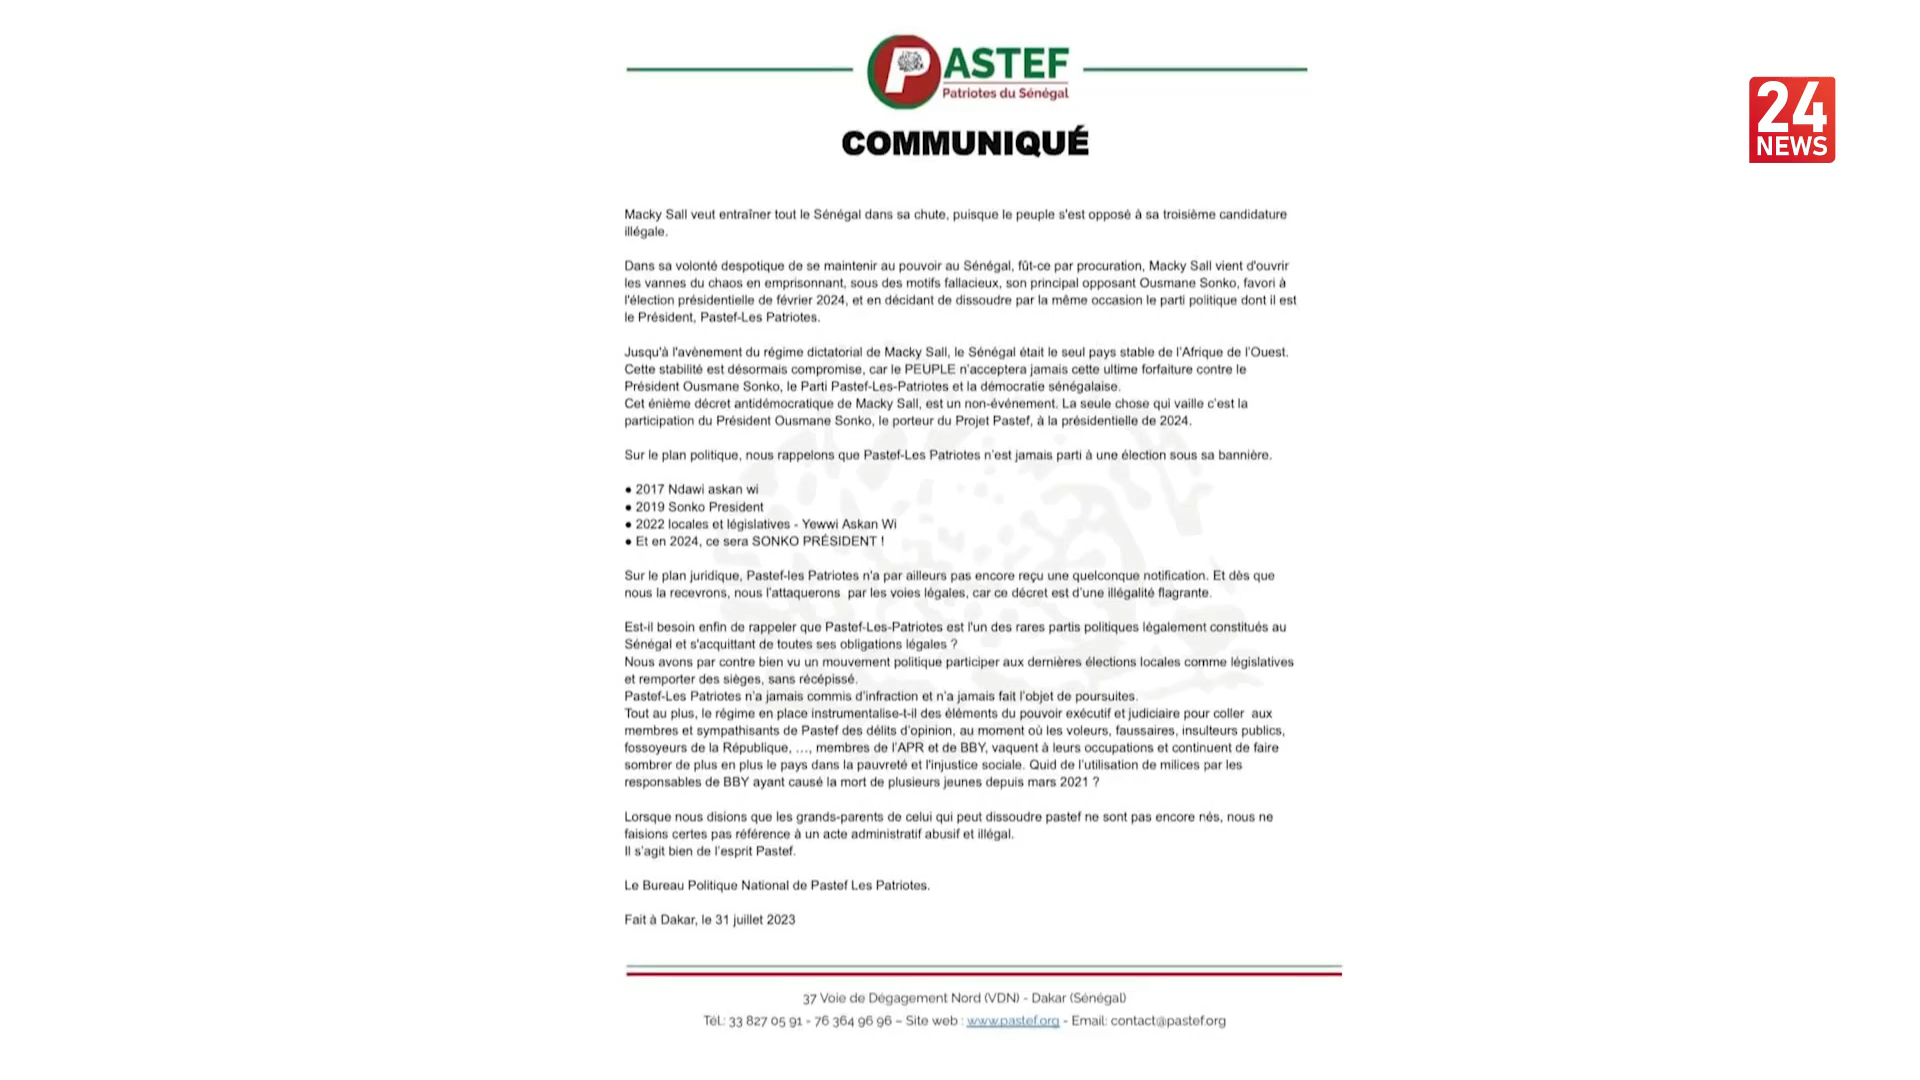 PASTEF
Patriotes du Sénégal
COMMUNIQUÉ
24
NEWS
Macky Sall veut entraîner tout le Sénégal dans sa chute, puisque le peuple s'est opposé à sa troisième candidature
illégale.
Dans sa volonté despotique de se maintenir au pouvoir au Sénégal, fût-ce par procuration, Macky Sall vient d'ouvrir
les vannes du chaos en emprisonnant, sous des motifs fallacieux, son principal opposant Ousmane Sonko, favori à
l'élection présidentielle de février 2024, et en décidant de dissoudre par la même occasion le parti politique dont il est
le Président, Pastef-Les Patriotes.
Jusqu'à l'avènement du régime dictatorial de Macky Sall, le Sénégal était le seul pays stable de l'Afrique de l'Ouest.
Cette stabilité est désormais compromise, car le PEUPLE n'acceptera jamais cette ultime forfaiture contre le
Président Ousmane Sonko, le Parti Pastef-Les-Patriotes et la démocratie sénégalaise.
Cet énième décret antidémocratique de Macky Sall, est un non-événement. La seule chose qui vaille c'est la
participation du Président Ousmane Sonko, le porteur du Projet Pastef, à la présidentielle de 2024.
Sur le plan politique, nous rappelons que Pastef-Les Patriotes n'est jamais parti à une élection sous sa bannière.
● 2017 Ndawi askan wi
● 2019 Sonko President
● 2022 locales et législatives - Yewwi Askan Wi
● Et en 2024, ce sera SONKO PRÉSIDENT !
Sur le plan juridique, Pastef-les Patriotes n'a par ailleurs pas encore reçu une quelconque notification. Et dès que
nous la recevrons, nous l'attaquerons par les voies légales, car ce décret est d'une illégalité flagrante.
Est-il besoin enfin de rappeler que Pastef-Les-Patriotes est l'un des rares partis politiques légalement constitués au
Sénégal et s'acquittant de toutes ses obligations légales ?
Nous avons par contre bien vu un mouvement politique participer aux dernières élections locales comme législatives
et remporter des sièges, sans récépissé.
Pastef-Les Patriotes n'a jamais commis d'infraction et n'a jamais fait l'objet de poursuites.
Tout au plus, le régime en place instrumentalise-t-il des éléments du pouvoir exécutif et judiciaire pour coller aux
membres et sympathisants de Pastef des délits d'opinion, au moment où les voleurs, faussaires, insulteurs publics,
fossoyeurs de la République, ..., membres de l'APR et de BBY, vaquent à leurs occupations et continuent de faire
sombrer de plus en plus le pays dans la pauvreté et l'injustice sociale. Quid de l'utilisation de milices par les
responsables de BBY ayant causé la mort de plusieurs jeunes depuis mars 2021 ?
Lorsque nous disions que les grands-parents de celui qui peut dissoudre pastef ne sont pas encore nés, nous ne
faisions certes pas référence à un acte administratif abusif et illégal.
Il s'agit bien de l'esprit Pastef.
Le Bureau Politique National de Pastef Les Patriotes.
Fait à Dakar, le 31 juillet 2023
37 Voie de Dégagement Nord (VDN) - Dakar (Sénégal)
Tél.: 33 827 05 91 - 76 364 96 96 – Site web : www.pastef.org - Email: contact@pastef.org